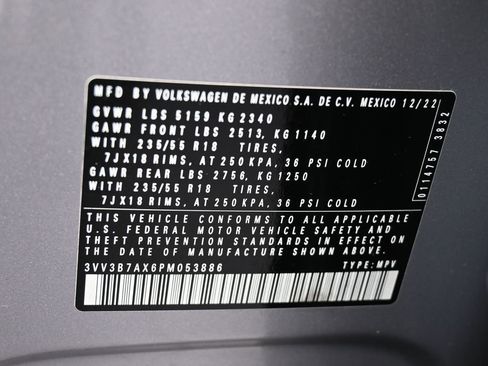 MFD BY VOLKSWAGEN DE MEXICO S.A. DE C.V. MEXICO 12/22
GVWR LBS 5159 KG 2340
GAWR FRONT LBS 2513, KG 1140
WITH 235/55 R18 TIRES,
7JX18 RIMS, AT 250 KPA, 36 PSI COLD
GAWR REAR LBS 2756, KG 1250
WITH 235/55 R18 TIRES,
7JX18 RIMS, AT 250 KPA, 36 PSI COLD
THIS VEHICLE CONFORMS TO ALL APPLICABLE
U.S. FEDERAL MOTOR VEHICLE SAFETY AND
THEFT PREVENTION STANDARDS IN EFFECT ON
THE DATE OF MANUFACTURE SHOWN ABOVE.
3VV3B7AX6PM053886 TYPE: MPV
0114757 3832